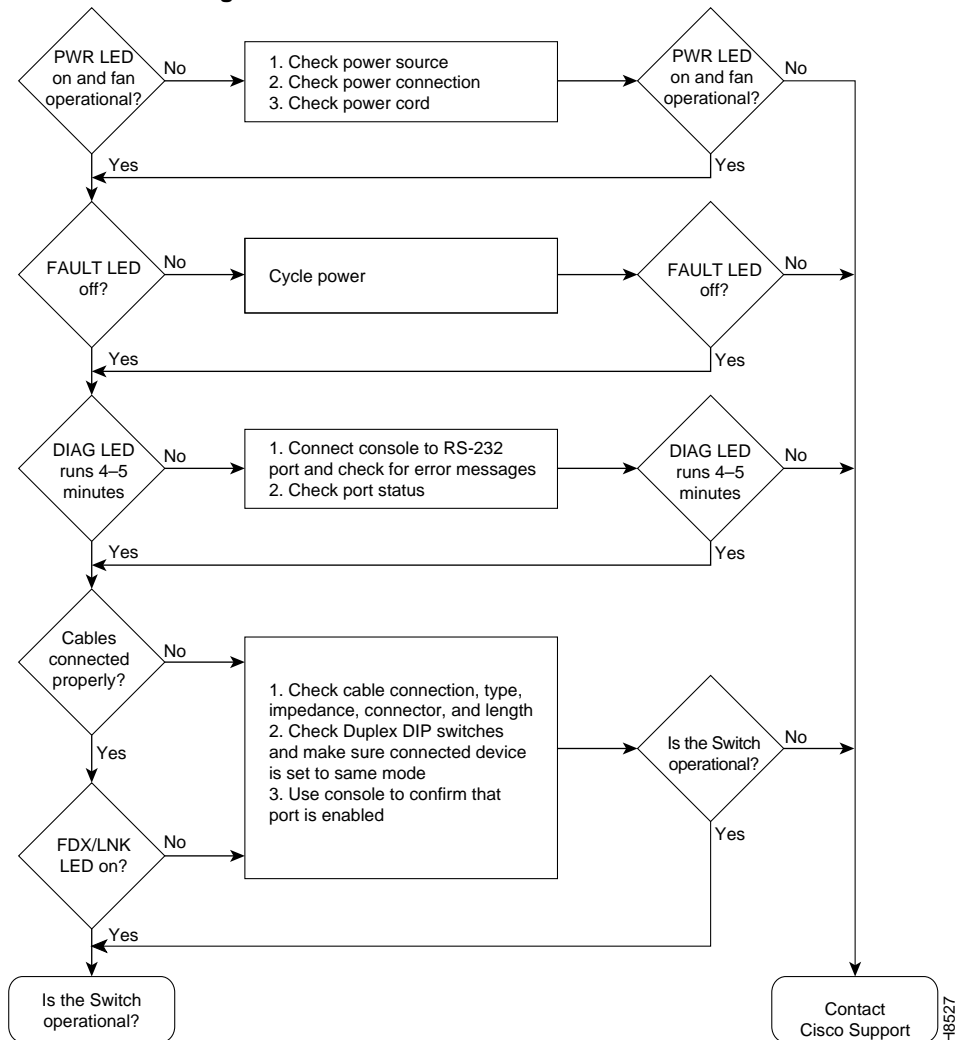 PWR LED
on and fan
operational?
No
1. Check power source
2. Check power connection
3. Check power cord
PWR LED
on and fan
operational?
No
Yes
Yes
FAULT LED
off?
No
Cycle power
FAULT LED
off?
No
Yes
Yes
DIAG LED
runs 4–5
minutes
No
1. Connect console to RS-232
port and check for error messages
2. Check port status
DIAG LED
runs 4–5
minutes
No
Yes
Yes
Cables
connected
properly?
No
1. Check cable connection, type,
impedance, connector, and length
2. Check Duplex DIP switches
and make sure connected device
is set to same mode
3. Use console to confirm that
port is enabled
Is the Switch
operational?
No
Yes
Yes
FDX/LNK
LED on?
No
Yes
Is the Switch
operational?
Contact
Cisco Support
H8527